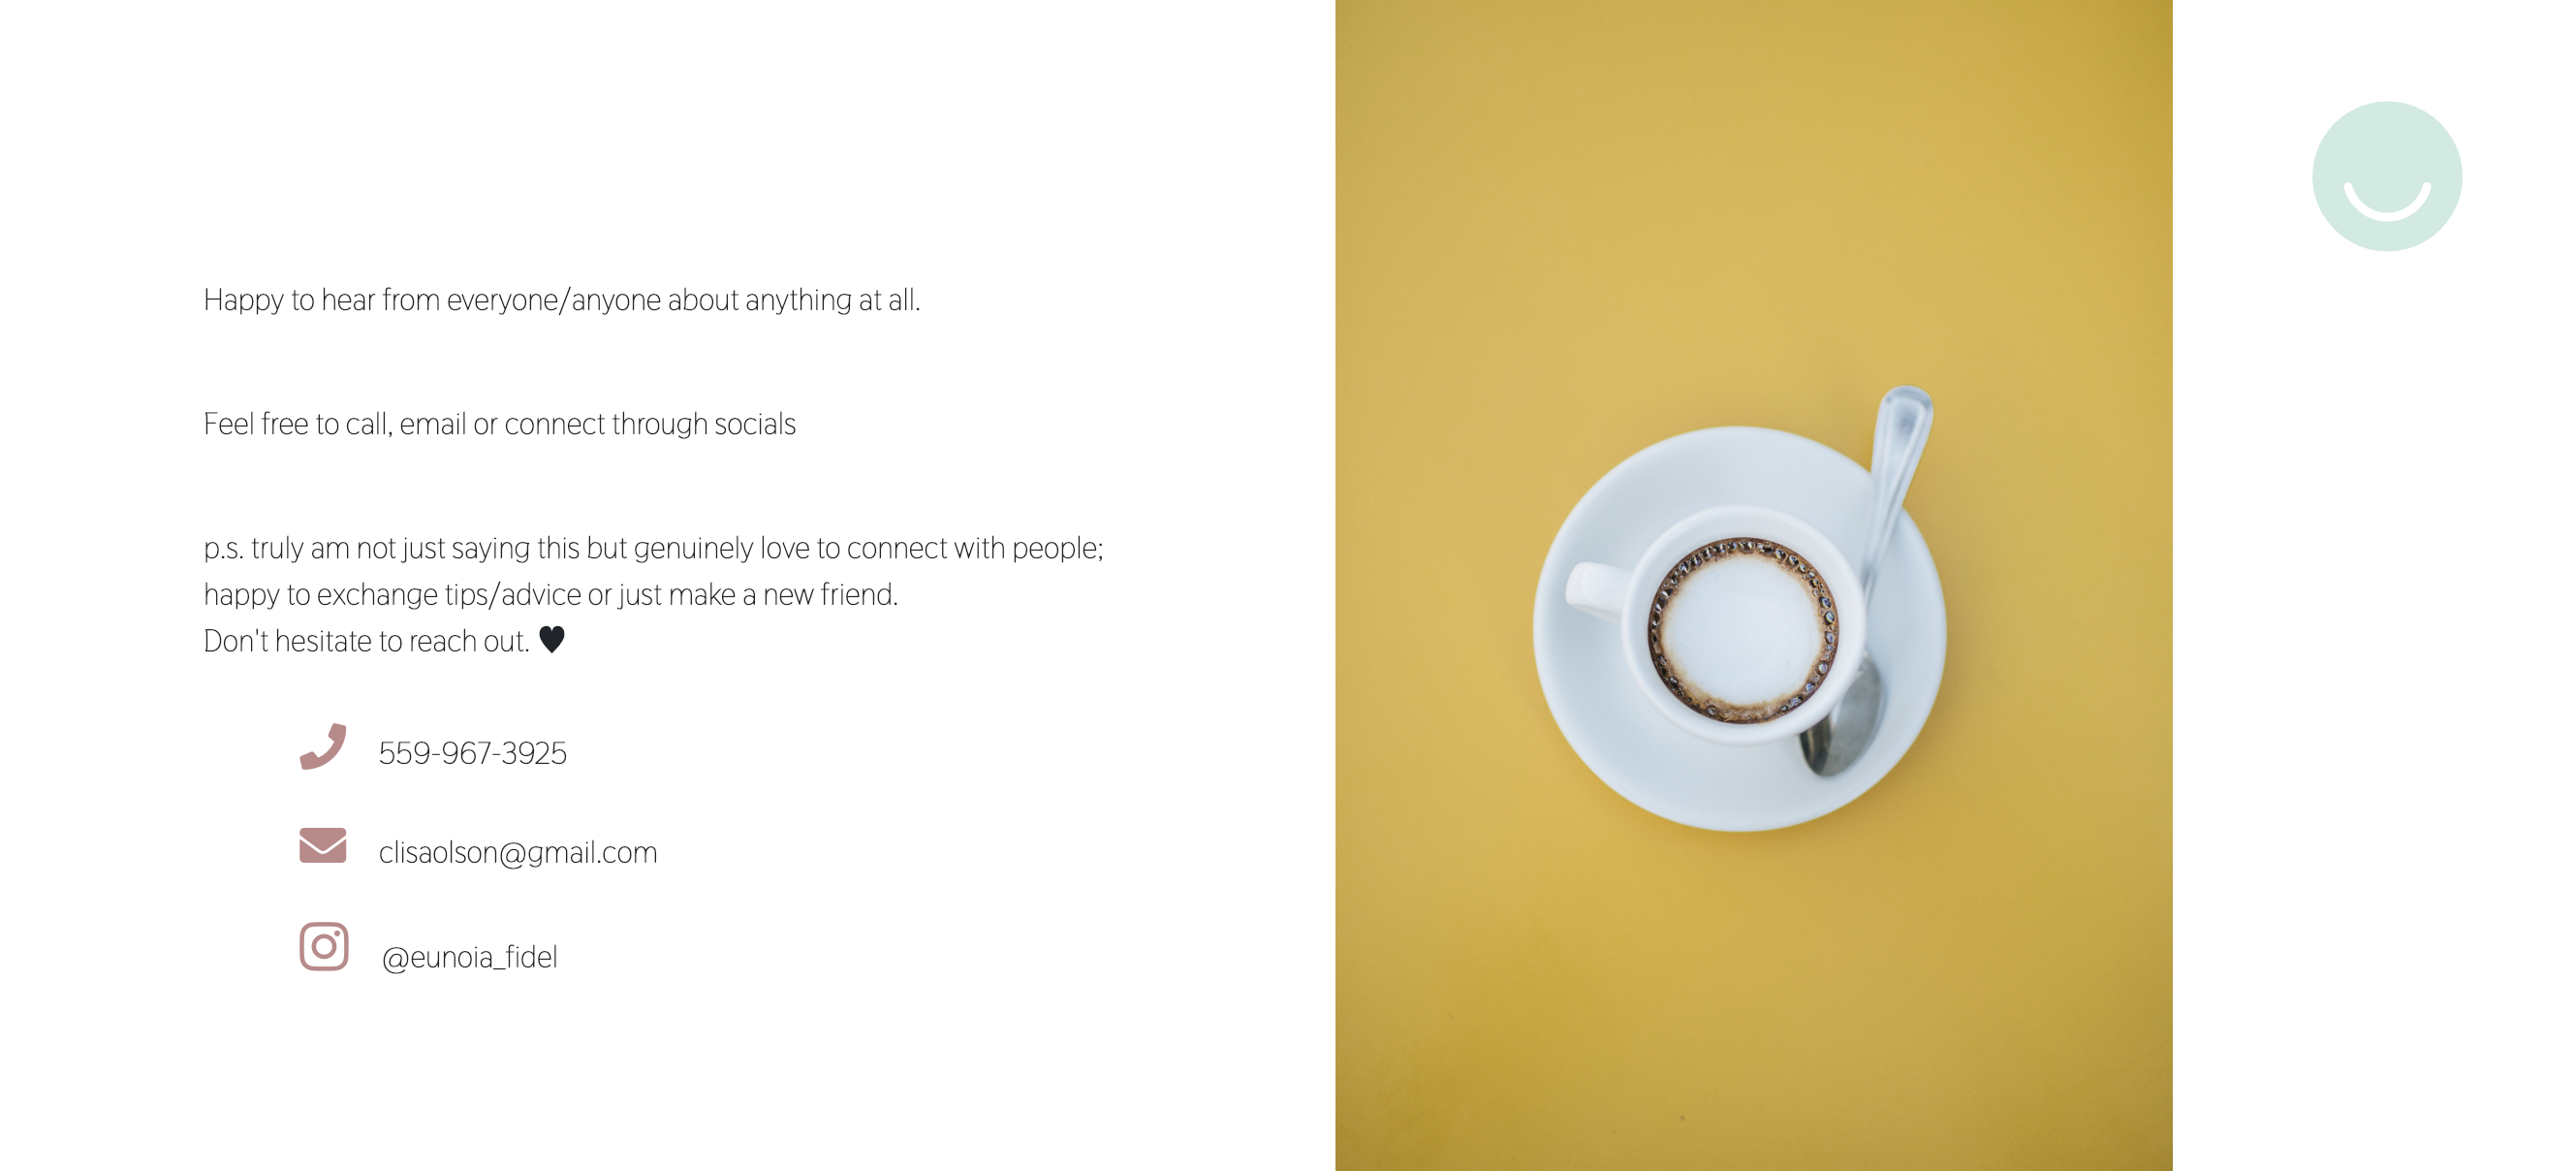 Happy to hear from everyone/anyone about anything at all.
Feel free to call, email or connect through socials
p.s. truly am not just saying this but genuinely love to connect with people;
happy to exchange tips/advice or just make a new friend.
Don't hesitate to reach out. ♥
559-967-3925
clisaolson@gmail.com
@eunoia_fidel